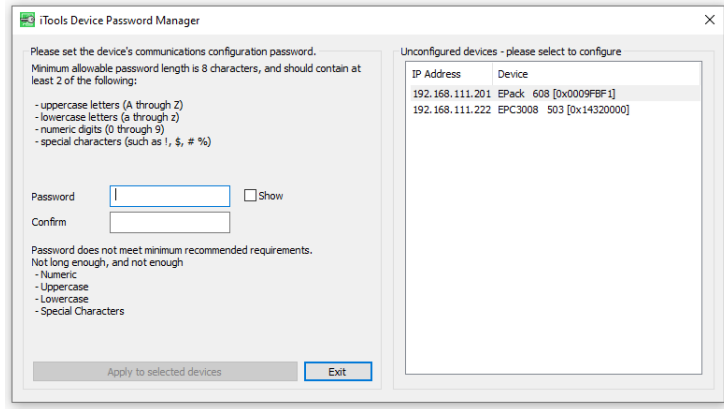 iTools Device Password Manager
Please set the device's communications configuration password.
Minimum allowable password length is 8 characters, and should contain at
least 2 of the following:
- uppercase letters (A through Z)
- lowercase letters (a through z)
- numeric digits (0 through 9)
- special characters (such as !, $, # %)
Password
Show
Confirm
Password does not meet minimum recommended requirements.
Not long enough, and not enough
- Numeric
- Uppercase
- Lowercase
- Special Characters
Apply to selected devices
Exit
Unconfigured devices - please select to configure
IP Address Device
192.168.111.201 EPack 608 [0x0009FBF1]
192.168.111.222 EPC3008 503 [0x14320000]